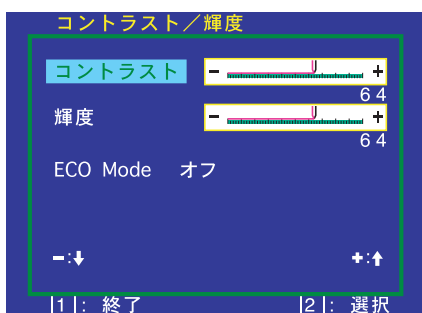 コントラスト／輝度
コントラスト - +
64
輝度 - +
64
ECO Mode オフ
-:↓ +:↑
1: 終了 2: 選択